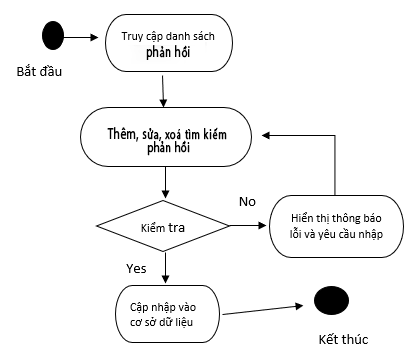 Truy cập danh sách
phản hồi
Bắt đầu
Thêm, sửa, xoá tìm kiếm
phản hồi
No
Kiểm tra
Hiển thị thông báo
lỗi và yêu cầu nhập
Yes
Cập nhập vào
cơ sở dữ liệu
Kết thúc